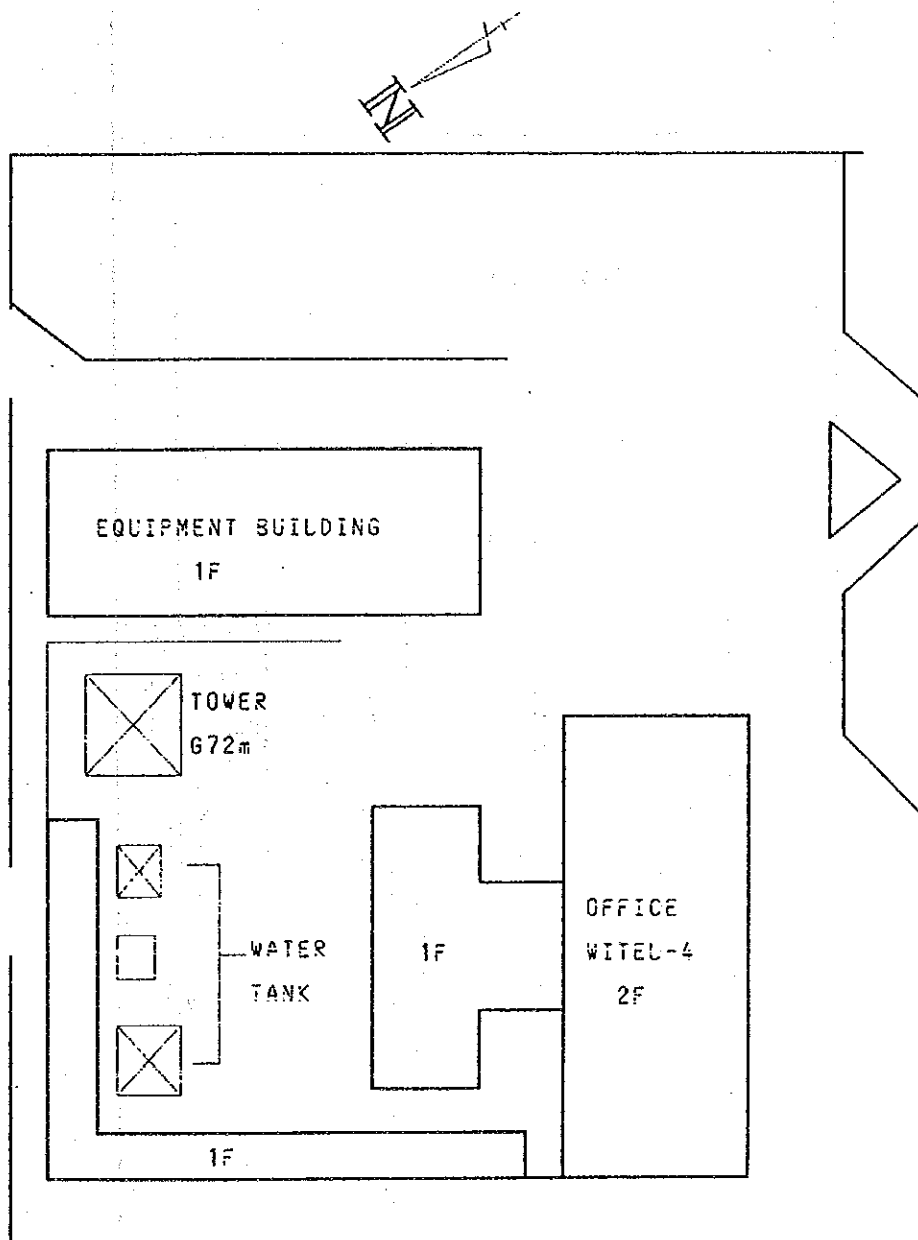 N
EQUIPMENT BUILDING
1F
TOWER
G72m
WATER
TANK
1F
OFFICE
WITEL-4
2F
1F